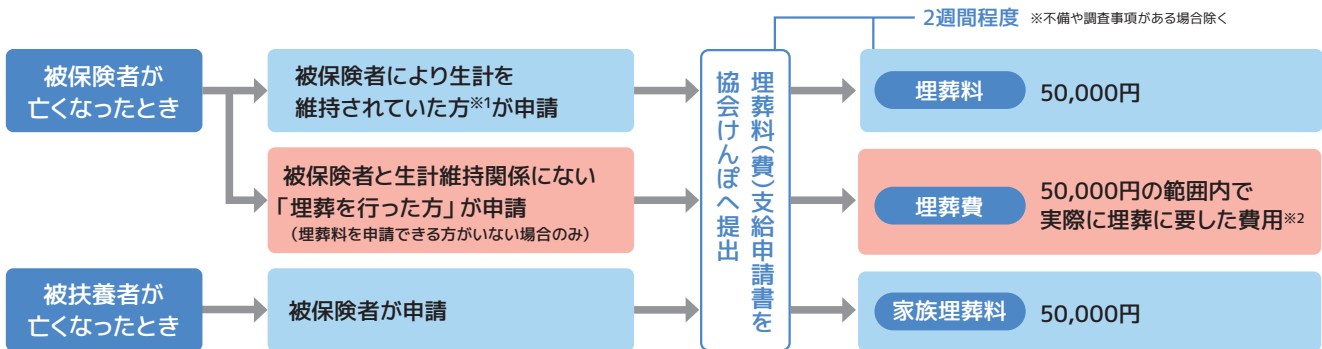 2週間程度 ※不備や調査事項がある場合除く
被保険者が
亡くなったとき
被保険者により生計を
維持されていた方※1が申請
被保険者と生計維持関係にない
「埋葬を行った方」が申請
（埋葬料を申請できる方がいない場合のみ）
被扶養者が
亡くなったとき
被保険者が申請
埋葬料(費)支給申請書を
協会けんぽへ提出
埋葬料 50,000円
埋葬費 50,000円の範囲内で
実際に埋葬に要した費用※2
家族埋葬料 50,000円